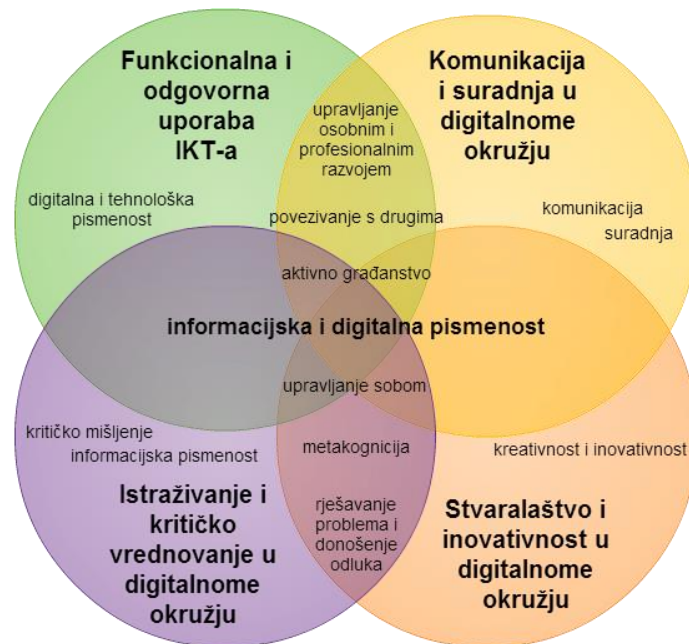 Funkcionalna i
odgovorna
uporaba
IKT-a
Komunikacija
i suradnja u
digitalnome
okružju
upravljanje
osobnim i
profesionalnim
razvojem
digitalna i tehnološka
pismenost
povezivanje s drugima
komunikacija
suradnja
aktivno građanstvo
informacijska i digitalna pismenost
upravljanje sobom
kritičko mišljenje
informacijska pismenost
metakognicija
kreativnost i inovativnost
Istraživanje i
kritičko
vrednovanje u
digitalnome
okružju
rješavanje
problema i
donošenje
odluka
Stvaralaštvo i
inovativnost u
digitalnome
okružju